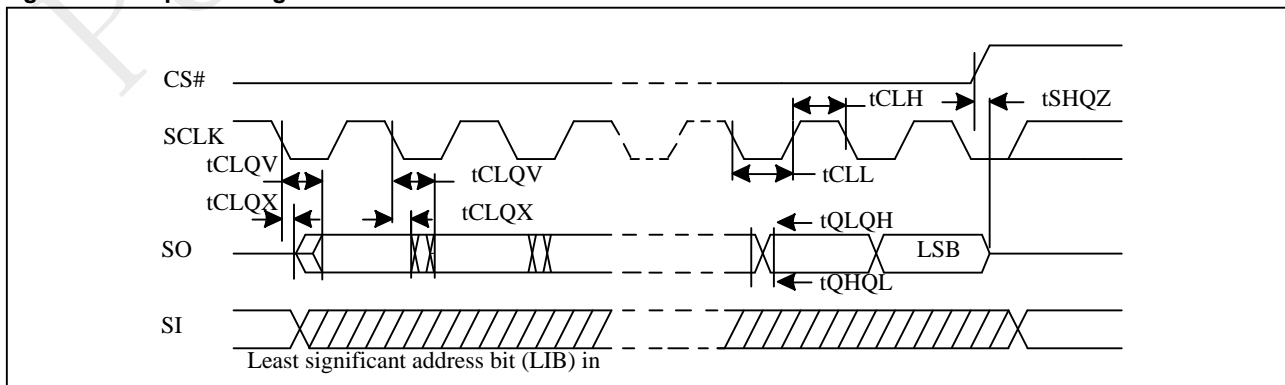 CS#
tCLH
tSHQZ
SCLK
tCLQV
tCLQV
tCLL
tCLQX
tCLQX
tQLQH
SO
LSB
tQHQL
SI
Least significant address bit (LIB) in